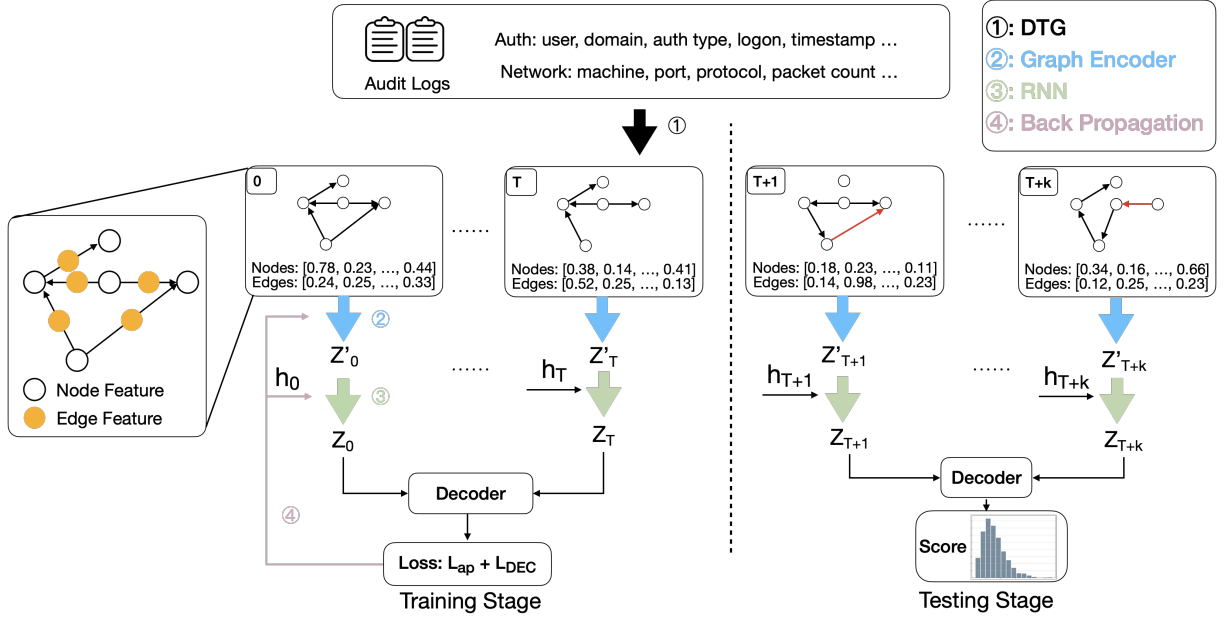 Auth: user, domain, auth type, logon, timestamp ...
Network: machine, port, protocol, packet count ...
Audit Logs
①: DTG
②: Graph Encoder
③: RNN
④: Back Propagation
①
0
T
T+1
T+k
......
......
Nodes: [0.78, 0.23, ..., 0.44]
Edges: [0.24, 0.25, ..., 0.33]
Nodes: [0.38, 0.14, ..., 0.41]
Edges: [0.52, 0.25, ..., 0.13]
Nodes: [0.18, 0.23, ..., 0.11]
Edges: [0.14, 0.98, ..., 0.23]
Nodes: [0.34, 0.16, ..., 0.66]
Edges: [0.12, 0.25, ..., 0.23]
Node Feature
Edge Feature
②
Z'0
Z'T
Z'T+1
Z'T+k
......
......
h0
hT
hT+1
hT+k
③
Z0
ZT
ZT+1
ZT+k
Decoder
Decoder
④
Loss: Lap + LDEC
Score
Training Stage
Testing Stage